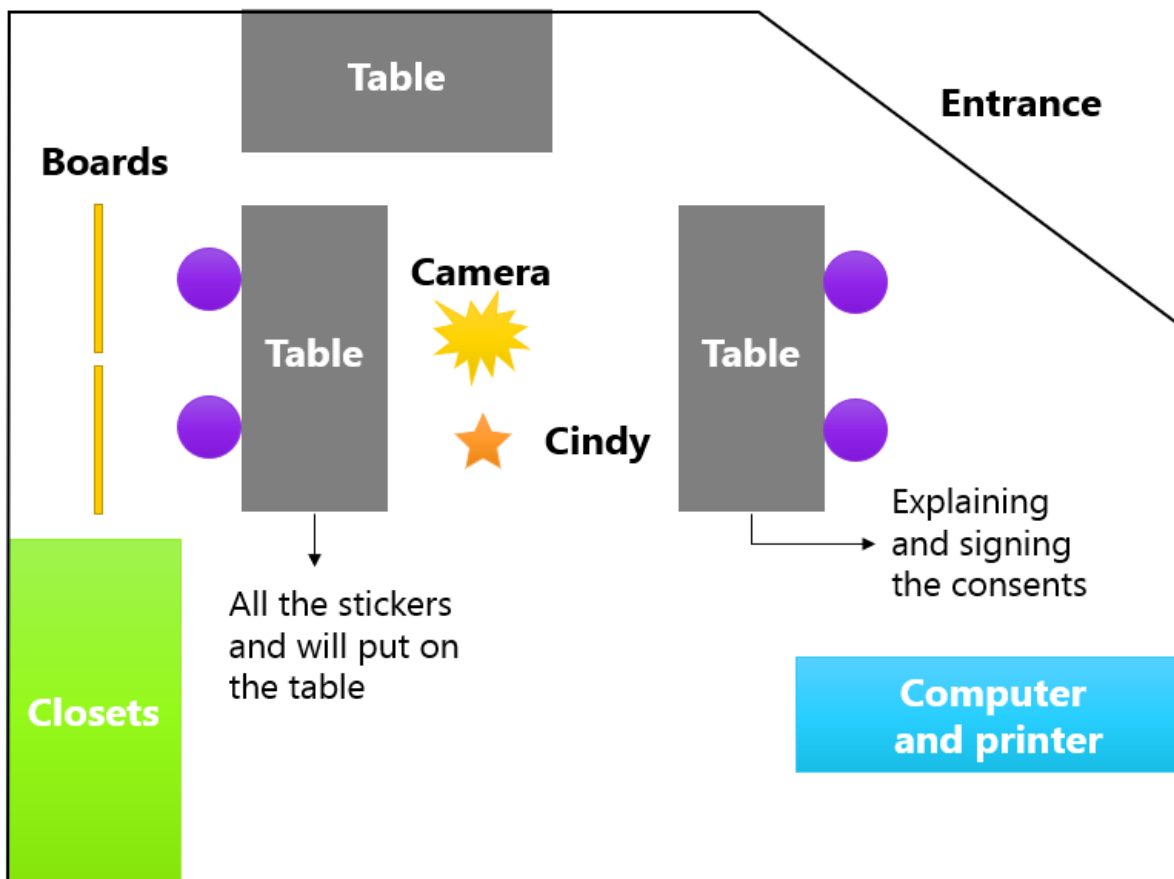 Table
Entrance
Boards
Camera
Table
Table
Cindy
Explaining
and signing
the consents
All the stickers
and will put on
the table
Closets
Computer
and printer